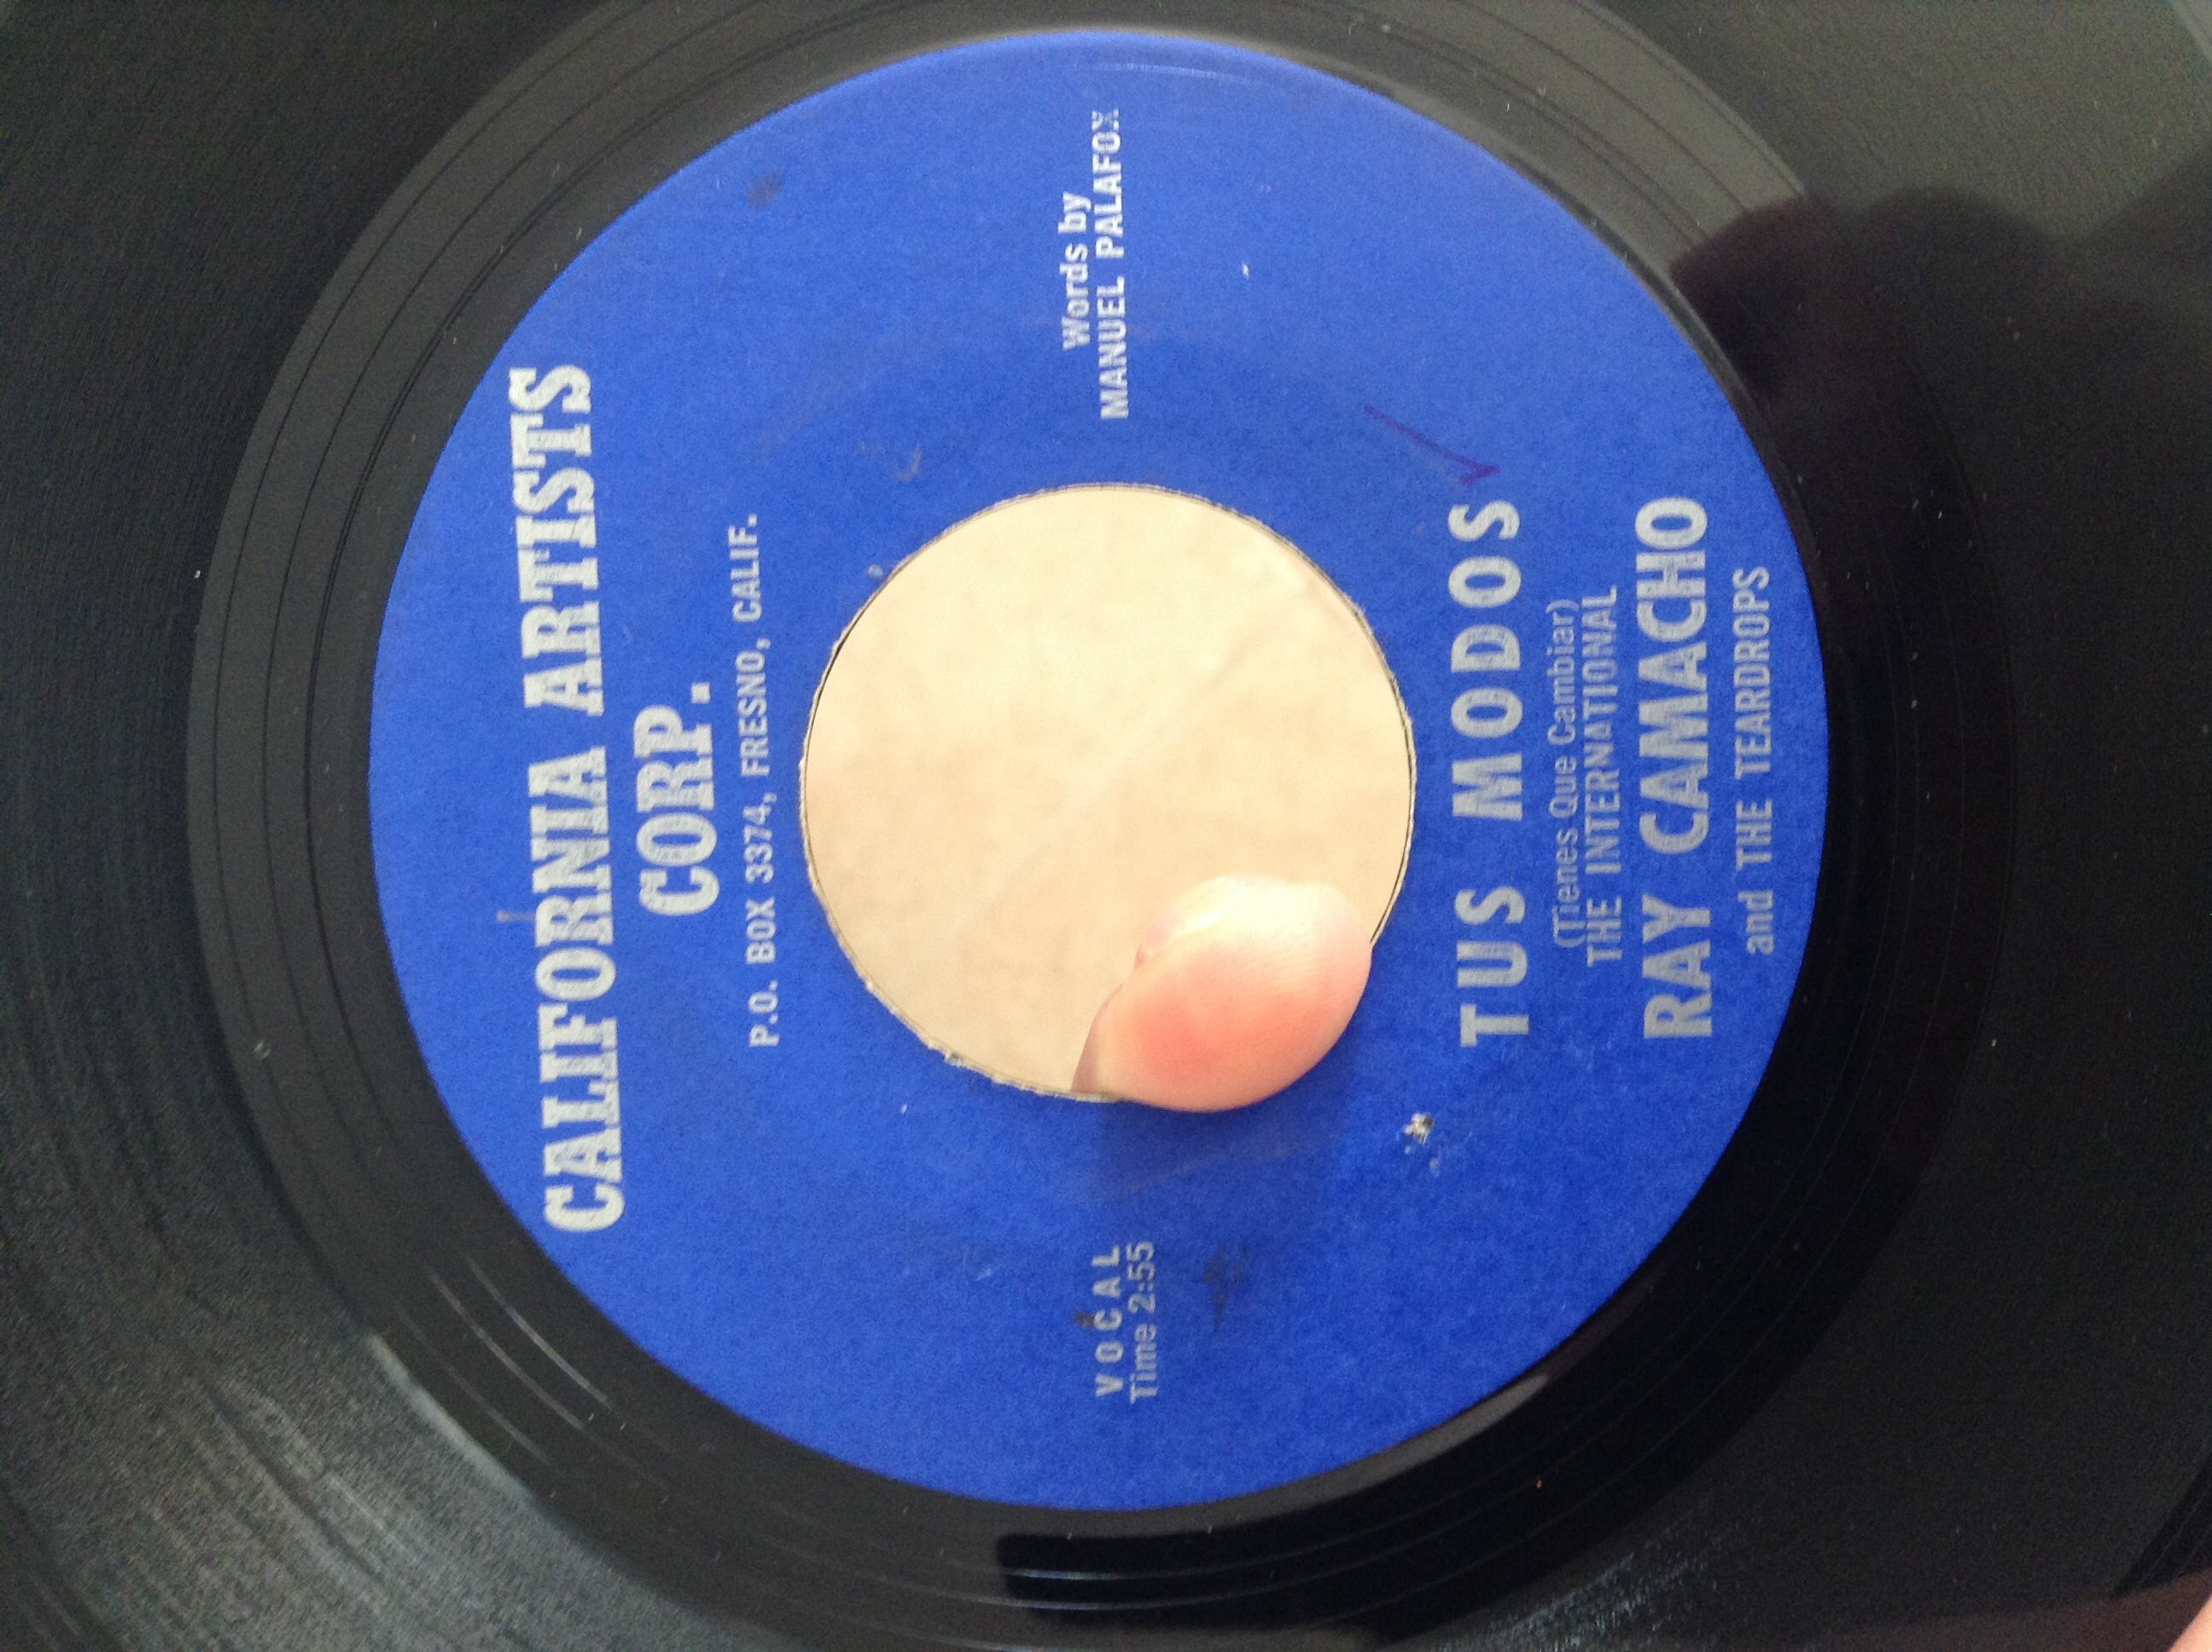 CALIFORNIA ARTISTS
CORP.
P.O. BOX 3374, FRESNO, CALIF.
VOCAL
Time 2:55
Words by
MANUEL PALAFOX
TUS MODOS
(Tienes Que Cambiar)
THE INTERNATIONAL
RAY CAMACHO
and THE TEARDROPS